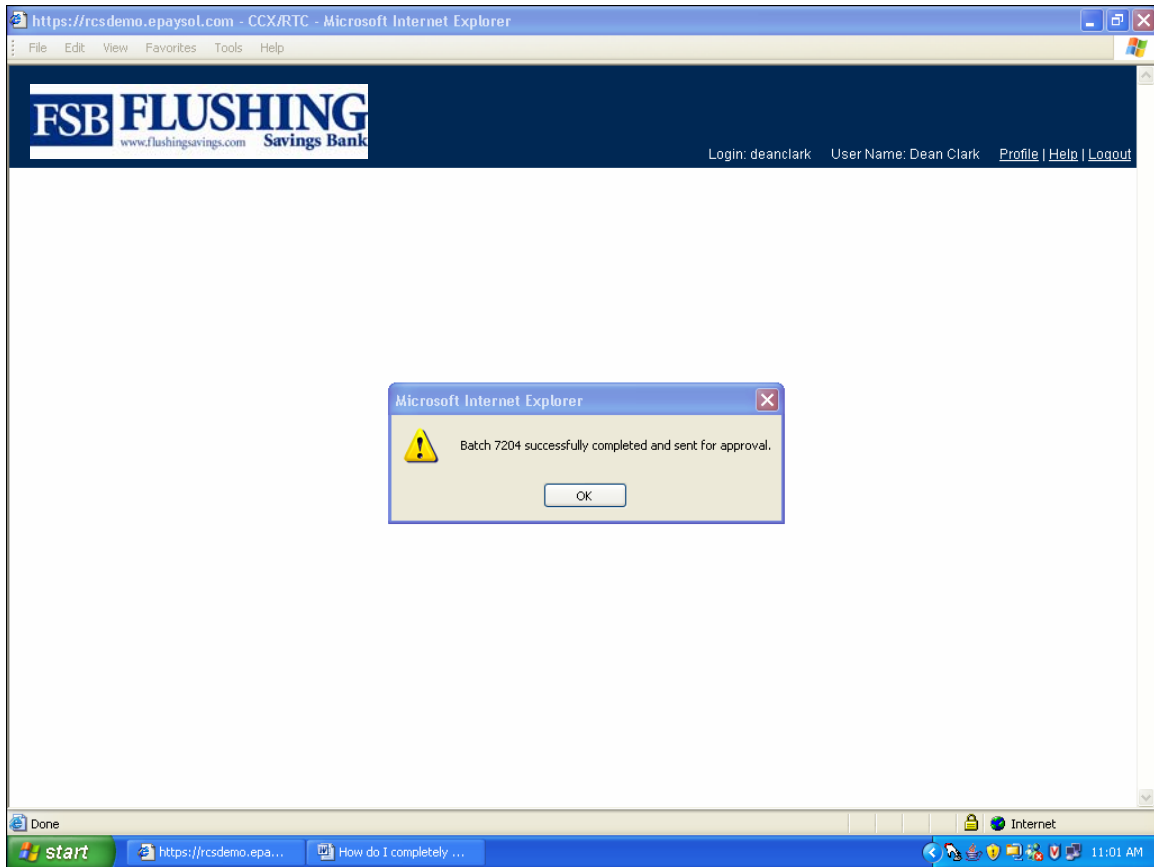 https://rcsdemo.epaysol.com - CCX/RTC - Microsoft Internet Explorer
File Edit View Favorites Tools Help
FSB FLUSHING
www.flushingsavings.com Savings Bank
Login: deanclark User Name: Dean Clark Profile | Help | Logout
Microsoft Internet Explorer
Batch 7204 successfully completed and sent for approval.
OK
Done Internet
start https://rcsdemo.epa... How do I completely ... 11:01 AM